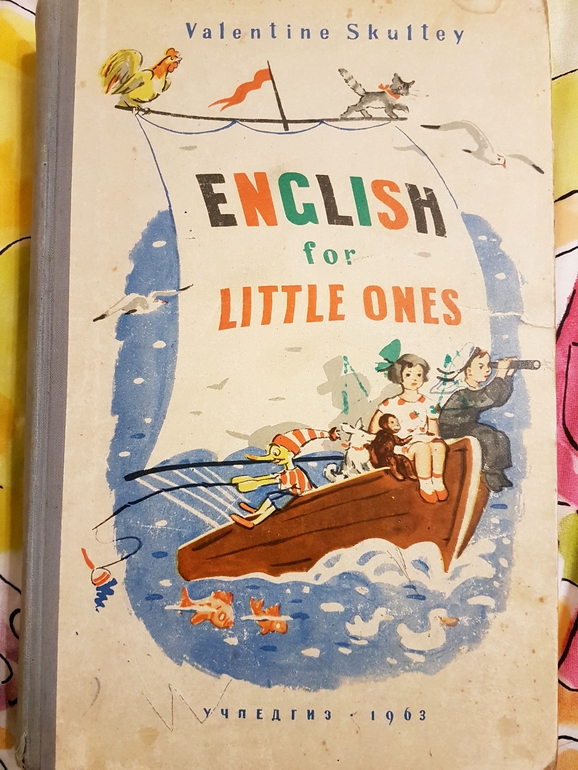 Valentine Skultey
ENGLISH
for
LITTLE ONES
УЧПЕДГИЗ · 1963